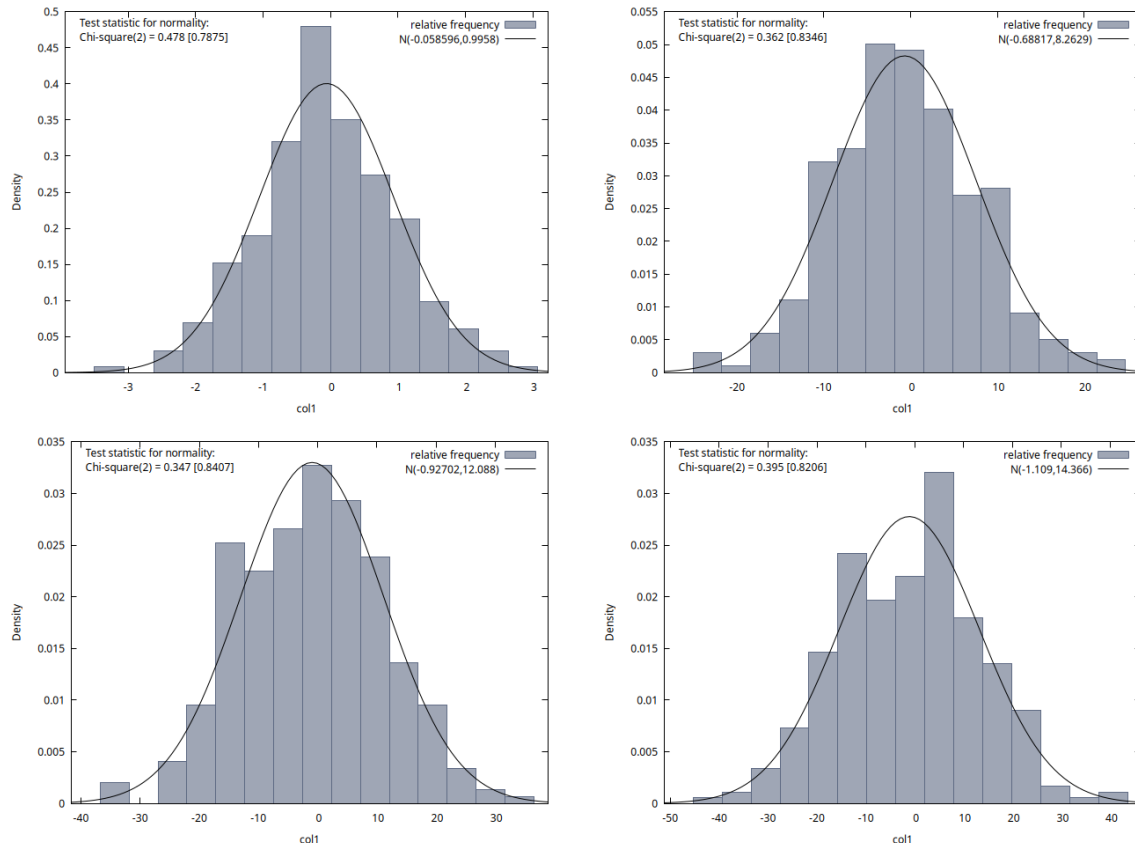 Test statistic for normality:
Chi-square(2) = 0.478 [0.7875]
relative frequency
N(-0.058596,0.9958)
0.5
0.45
0.4
0.35
0.3
0.25
0.2
0.15
0.1
0.05
0
Density
-3
-2
-1
0
1
2
3
col1
Test statistic for normality:
Chi-square(2) = 0.362 [0.8346]
relative frequency
N(-0.68817,8.2629)
0.055
0.05
0.045
0.04
0.035
0.03
0.025
0.02
0.015
0.01
0.005
0
Density
-20
-10
0
10
20
col1
Test statistic for normality:
Chi-square(2) = 0.347 [0.8407]
relative frequency
N(-0.92702,12.088)
0.035
0.03
0.025
0.02
0.015
0.01
0.005
0
Density
-40
-30
-20
-10
0
10
20
30
col1
Test statistic for normality:
Chi-square(2) = 0.395 [0.8206]
relative frequency
N(-1.109,14.366)
0.035
0.03
0.025
0.02
0.015
0.01
0.005
0
Density
-50
-40
-30
-20
-10
0
10
20
30
40
col1